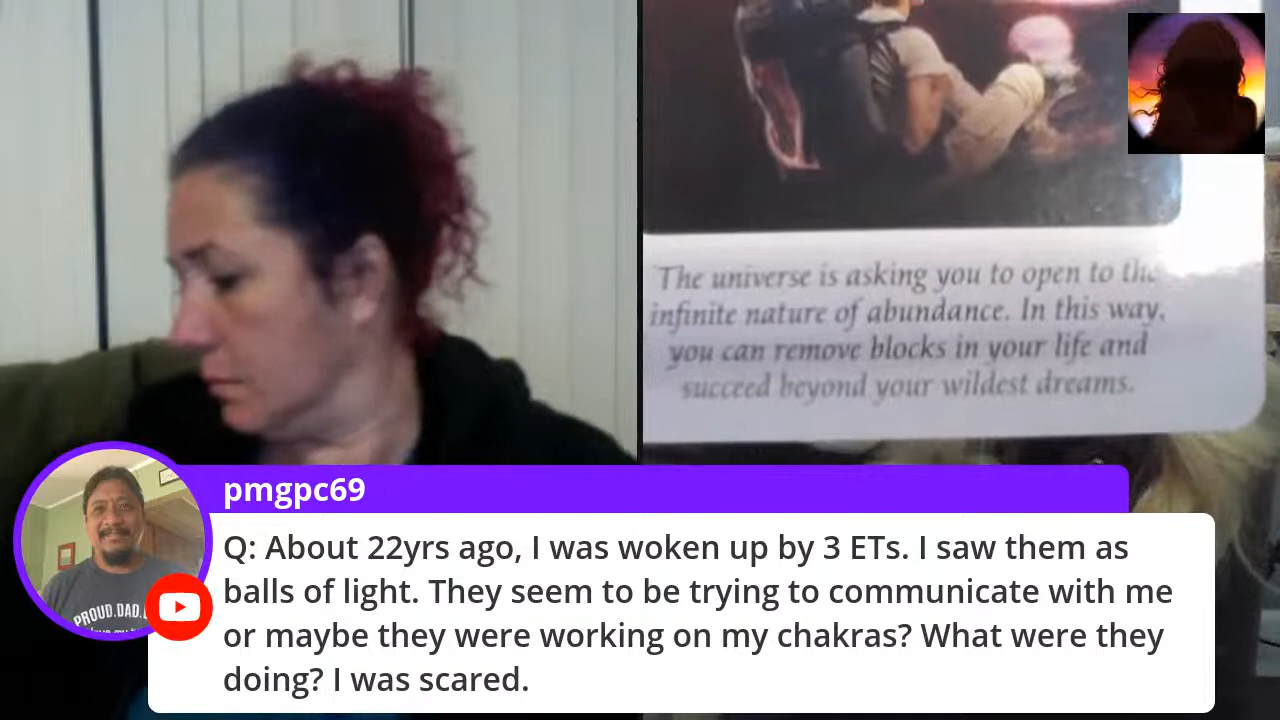 The universe is asking you to open to the
infinite nature of abundance. In this way,
you can remove blocks in your life and
succeed beyond your wildest dreams.
pmgpc69
Q: About 22yrs ago, I was woken up by 3 ETs. I saw them as
balls of light. They seem to be trying to communicate with me
or maybe they were working on my chakras? What were they
doing? I was scared.
PROUD.DAD.